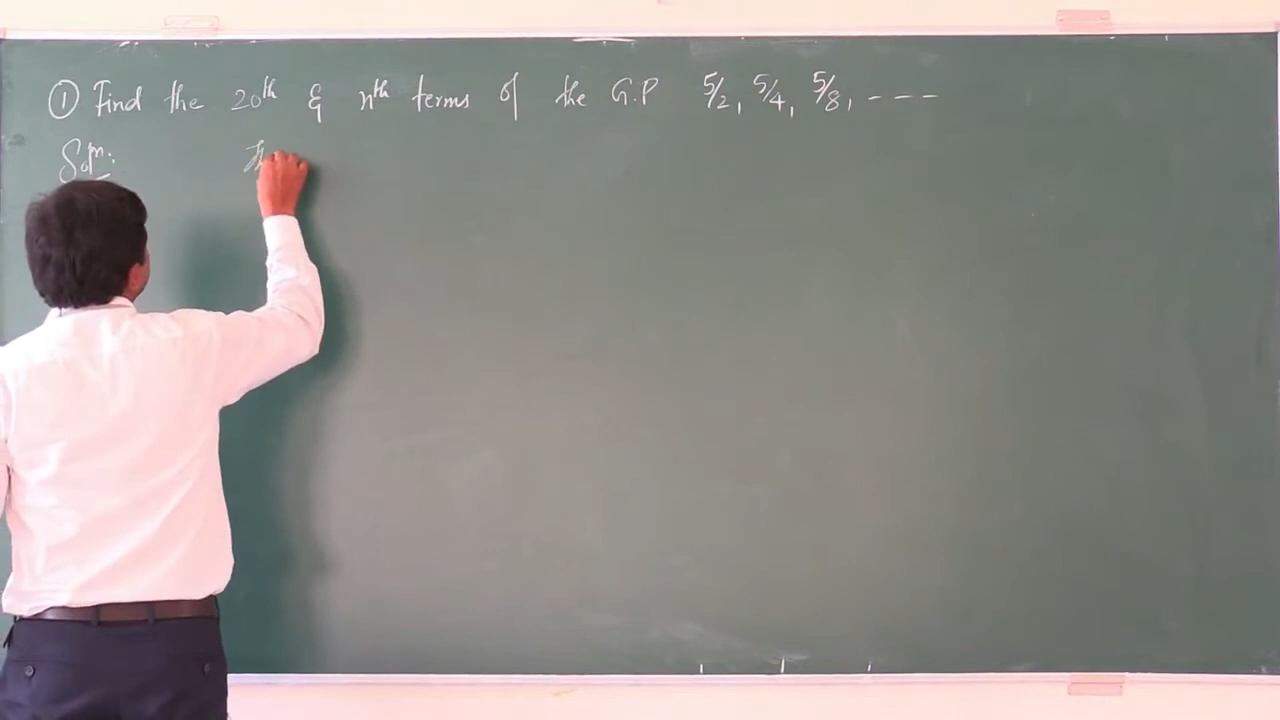 ① Find the 20th & nth terms of the G.P 5/2, 5/4, 5/8, ---
Soln: